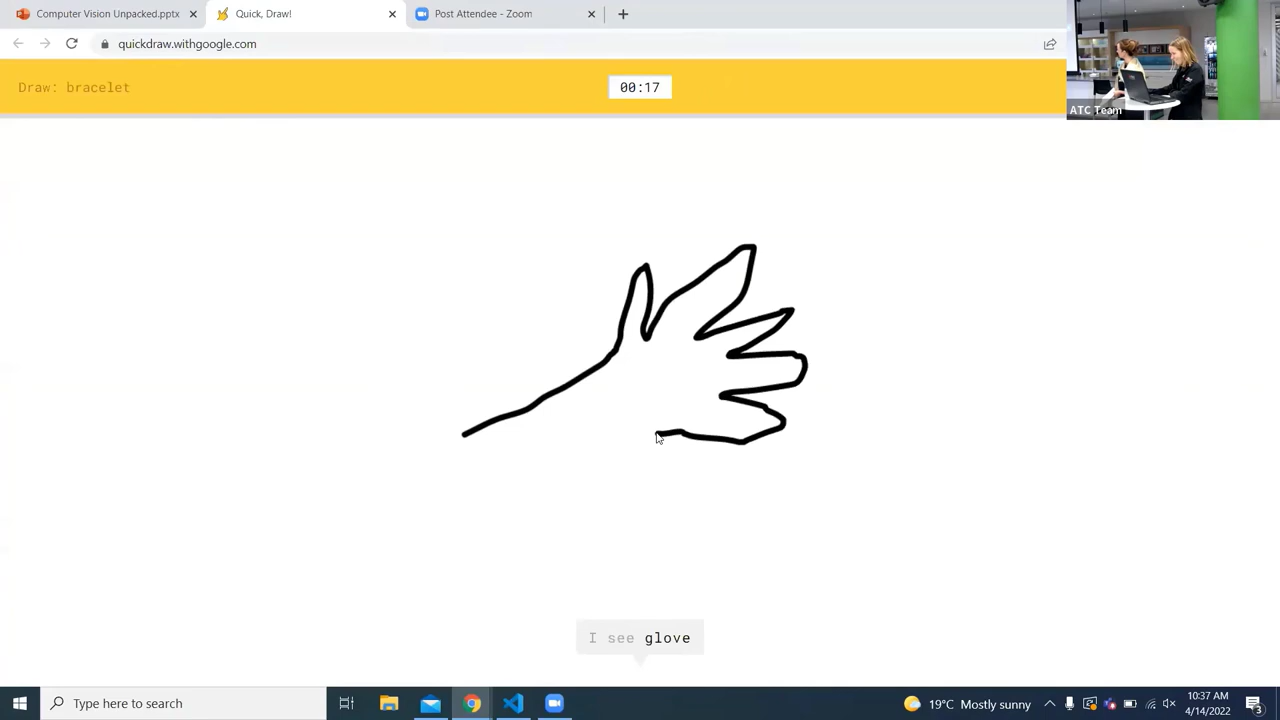 Computer Vision Unpacked.pptx
Quick, Draw!
Post Attendee - Zoom
quickdraw.withgoogle.com
Draw: bracelet
00:17
ATC Team
I see glove
Type here to search
19°C Mostly sunny
10:37 AM
4/14/2022
3